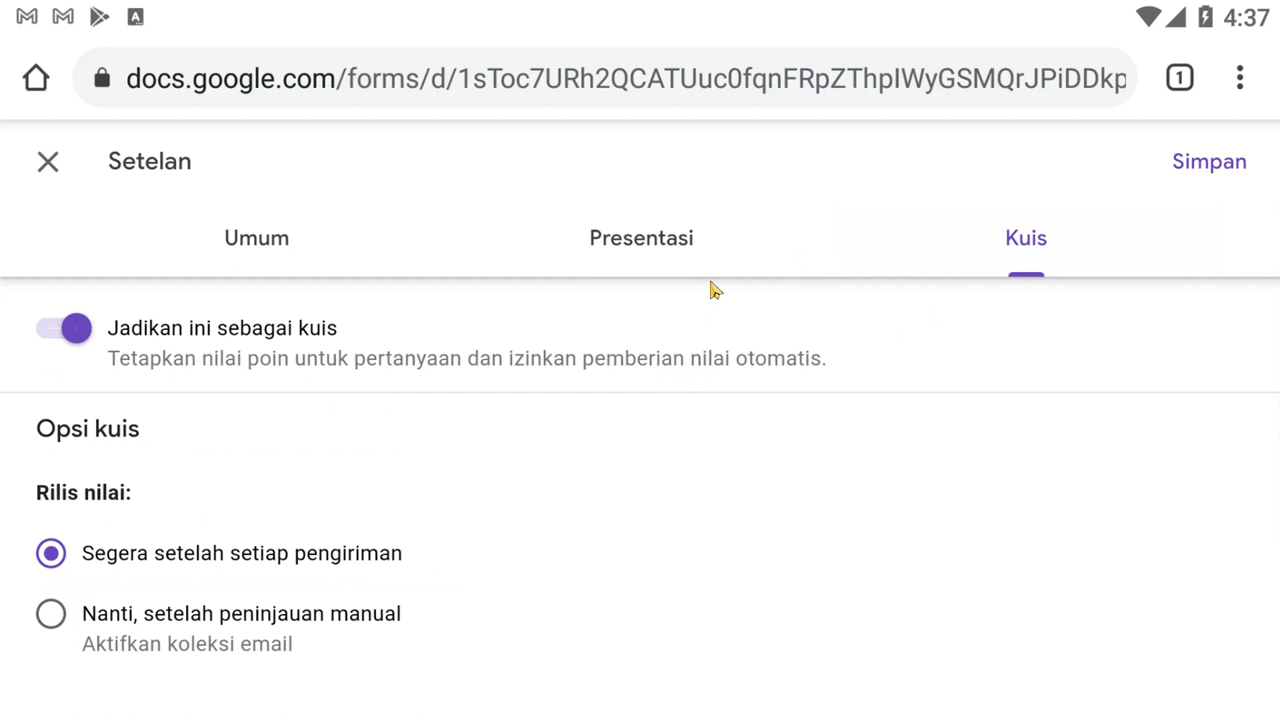 4:37
docs.google.com/forms/d/1sToc7URh2QCATUuc0fqnFRpZThpIWyGSMQrJPiDDkp
1
Setelan
Simpan
Umum
Presentasi
Kuis
Jadikan ini sebagai kuis
Tetapkan nilai poin untuk pertanyaan dan izinkan pemberian nilai otomatis.
Opsi kuis
Rilis nilai:
Segera setelah setiap pengiriman
Nanti, setelah peninjauan manual
Aktifkan koleksi email